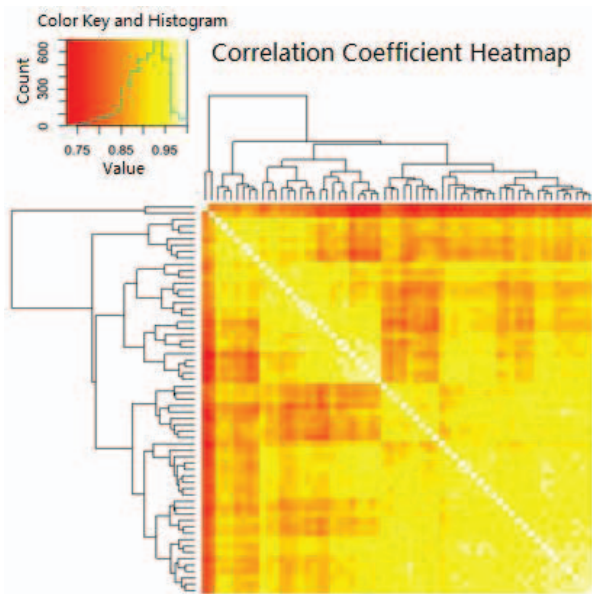 Color Key and Histogram
Correlation Coefficient Heatmap
Count
0 300 600
0.75 0.85 0.95
Value